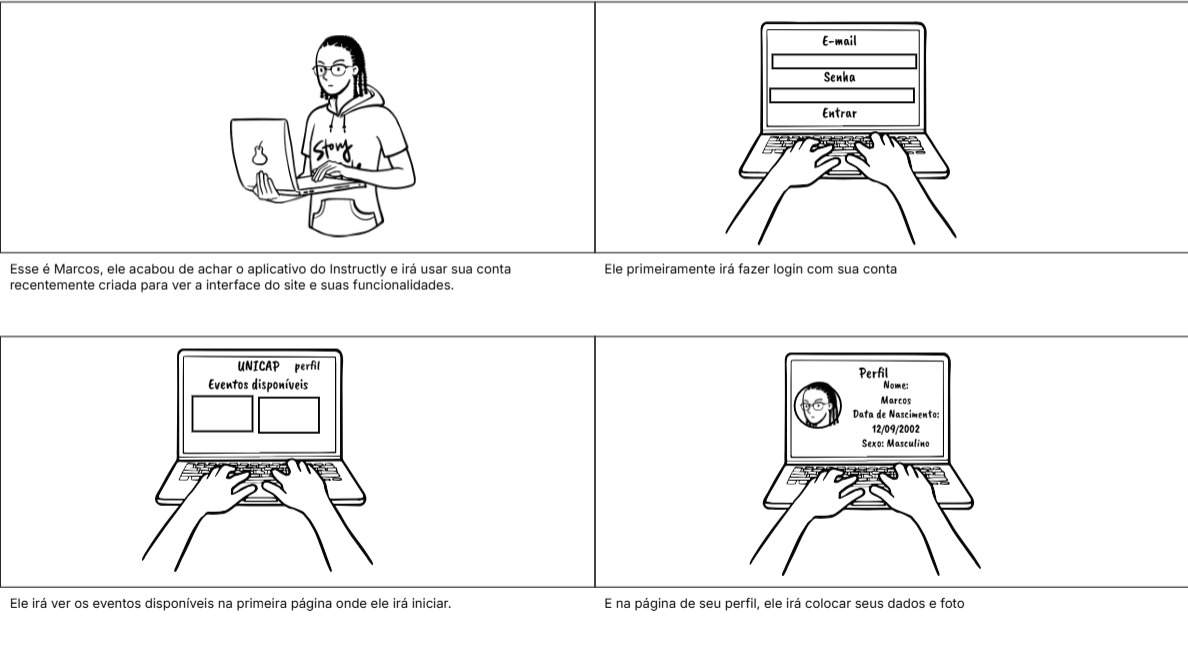 Story
E-mail
Senha
Entrar
Esse é Marcos, ele acabou de achar o aplicativo do Instructly e irá usar sua conta
recentemente criada para ver a interface do site e suas funcionalidades.
Ele primeiramente irá fazer login com sua conta
UNICAP perfil
Eventos disponíveis
Perfil
Nome:
Marcos
Data de Nascimento:
12/09/2002
Sexo: Masculino
Ele irá ver os eventos disponíveis na primeira página onde ele irá iniciar.
E na página de seu perfil, ele irá colocar seus dados e foto